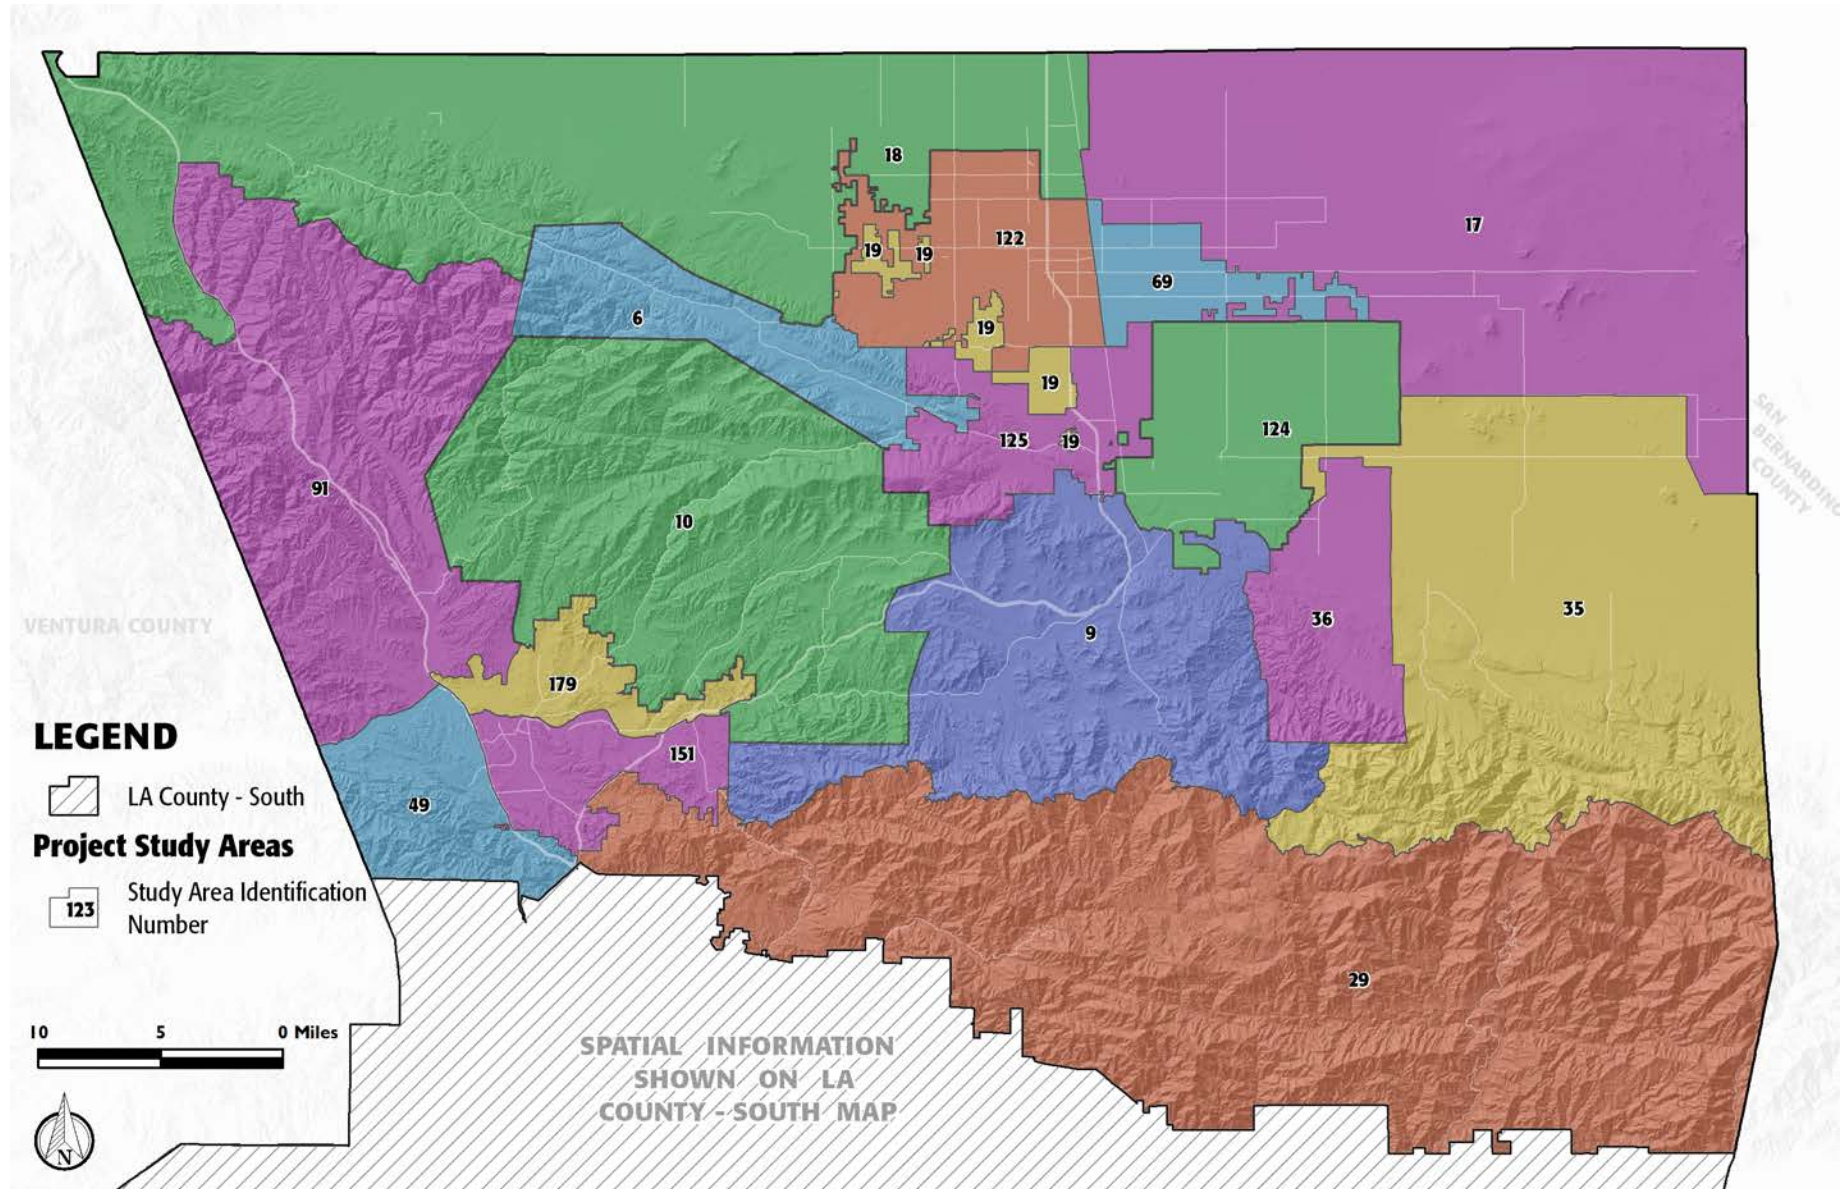 18
17
19
19
122
69
6
19
19
124
125
19
91
10
SAN
BERNARDINO
COUNTY
35
36
9
VENTURA COUNTY
179
151
49
29
LEGEND
LA County - South
Project Study Areas
123
Study Area Identification
Number
10 5 0 Miles
N
SPATIAL INFORMATION
SHOWN ON LA
COUNTY - SOUTH MAP